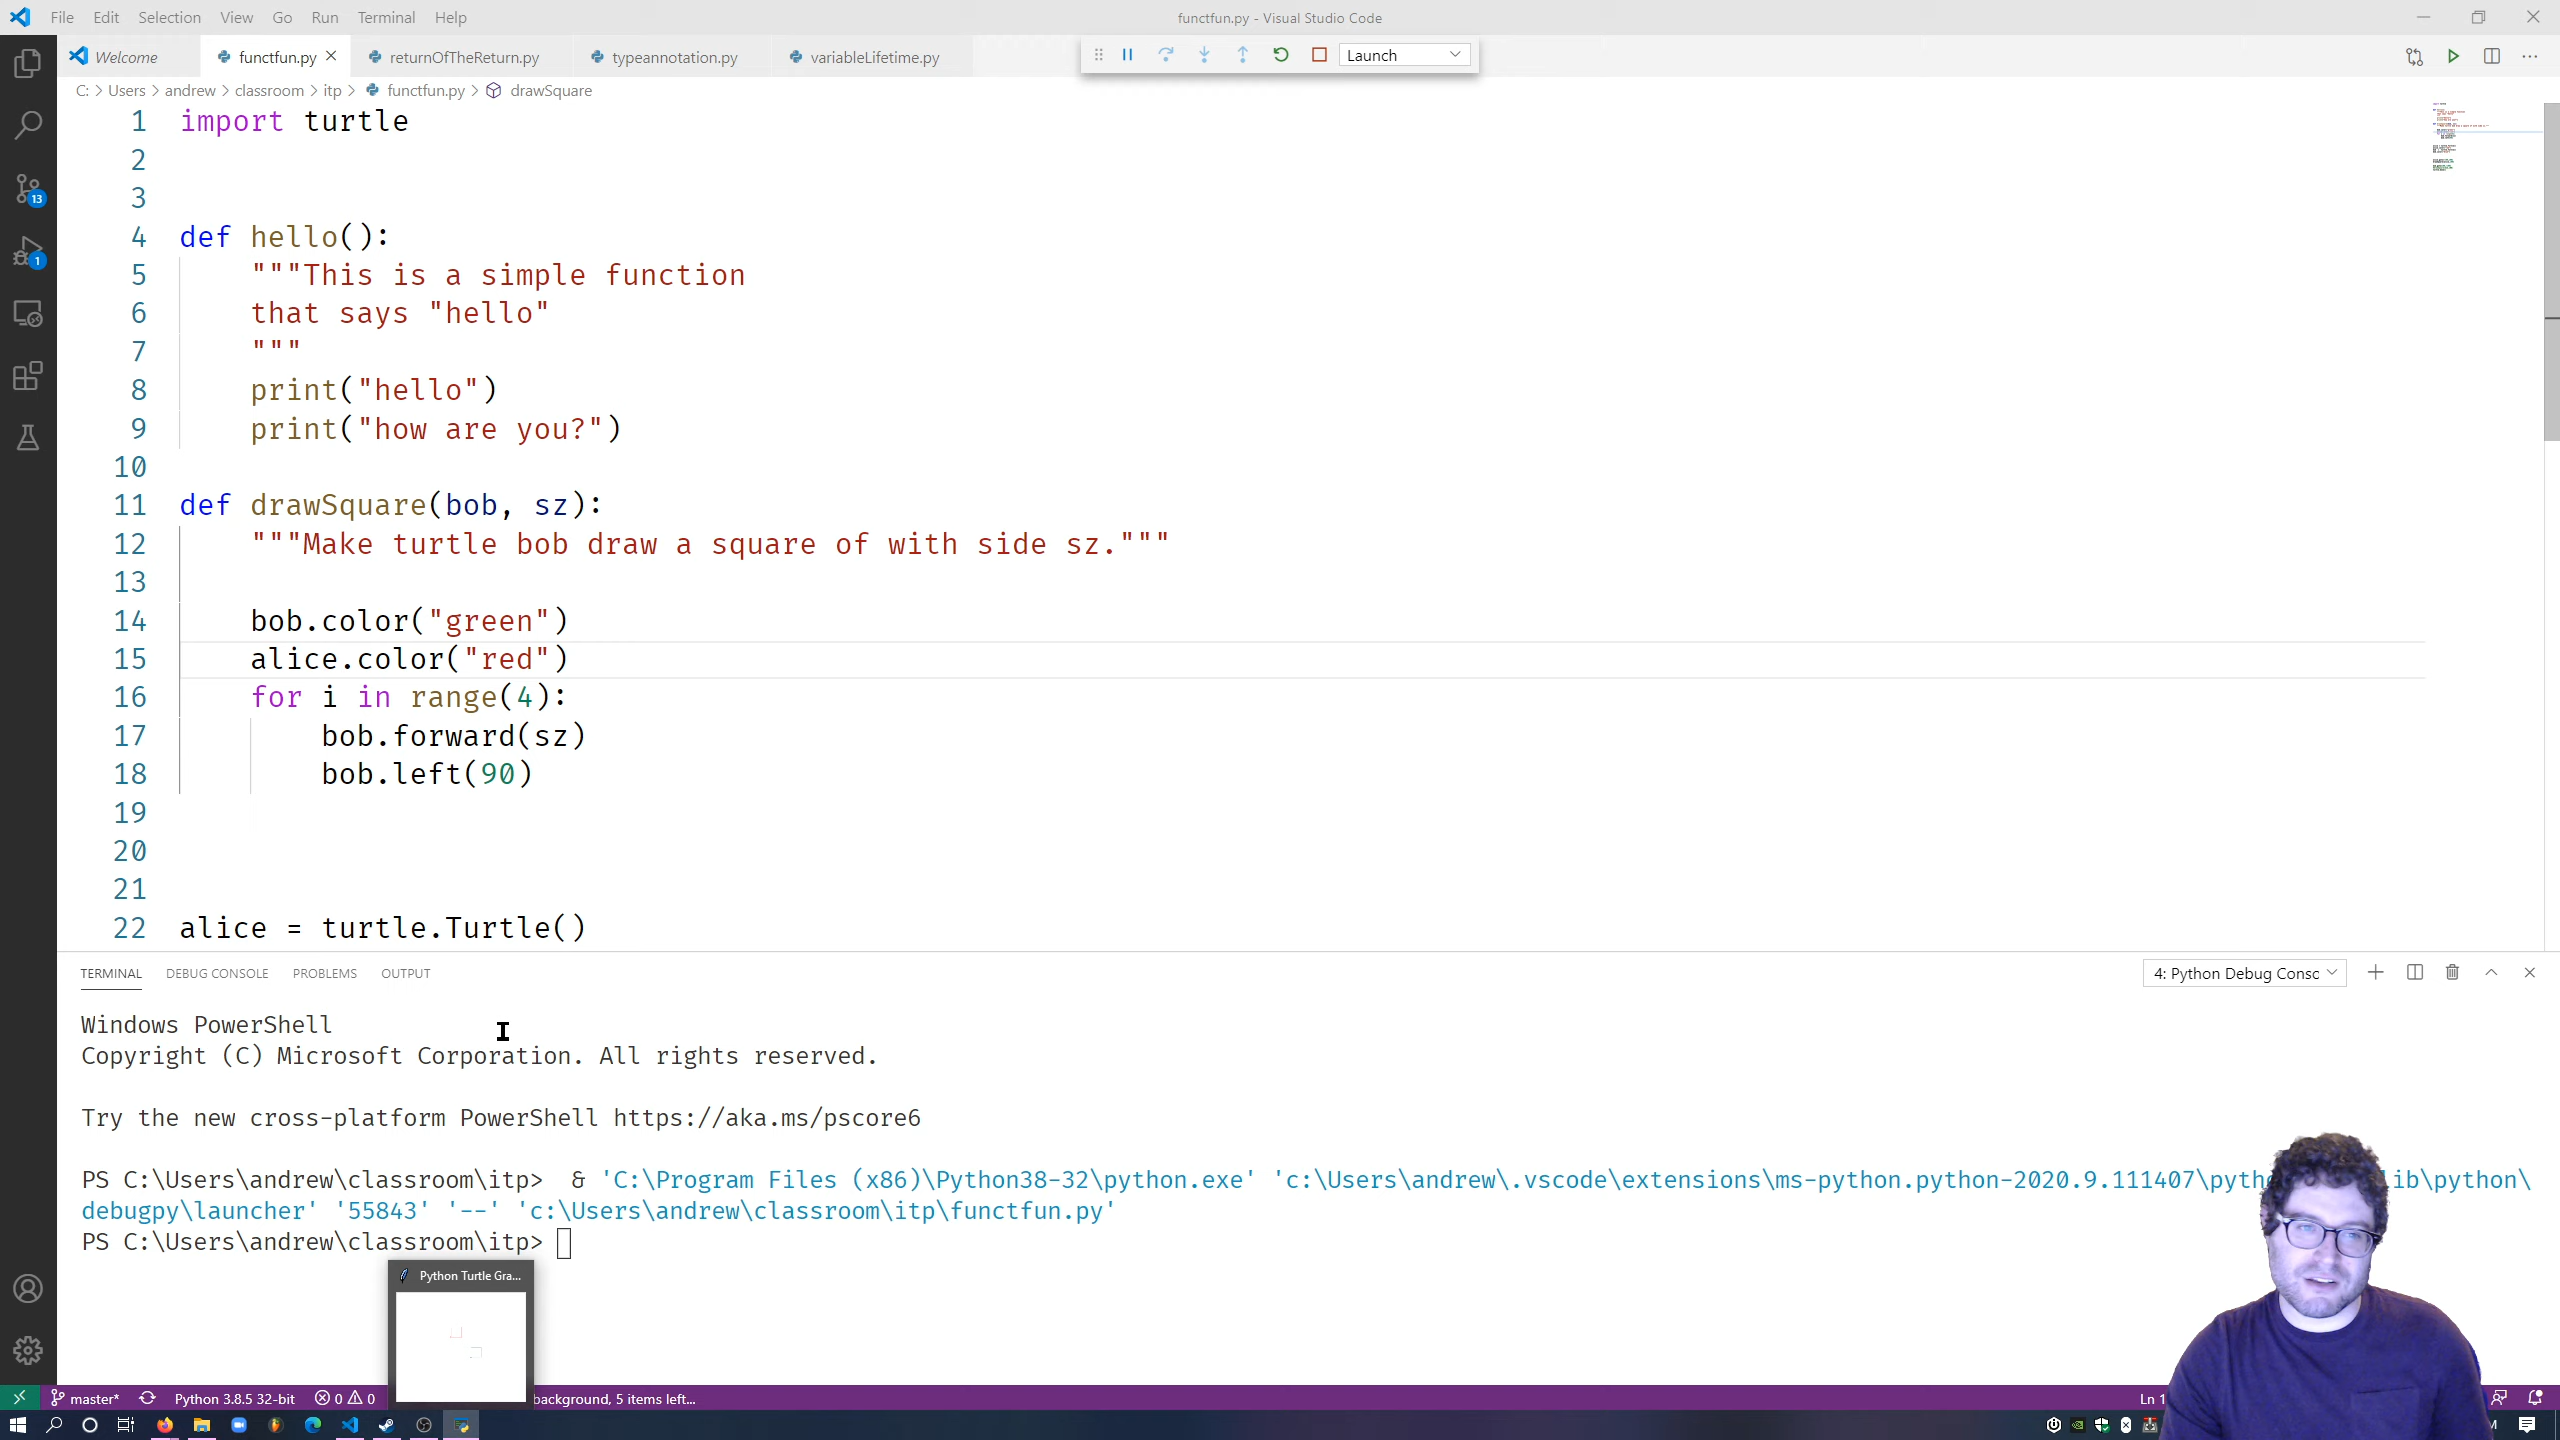 File Edit Selection View Go Run Terminal Help
functfun.py - Visual Studio Code
Welcome functfun.py returnOfTheReturn.py typeannotation.py variableLifetime.py
Launch
C: > Users > andrew > classroom > itp > functfun.py > drawSquare
1 import turtle
2
3
4 def hello():
5 """This is a simple function
6 that says "hello"
7 """
8 print("hello")
9 print("how are you?")
10
11 def drawSquare(bob, sz):
12 """Make turtle bob draw a square of with side sz."""
13
14 bob.color("green")
15 alice.color("red")
16 for i in range(4):
17 bob.forward(sz)
18 bob.left(90)
19
20
21
22 alice = turtle.Turtle()
13
1
TERMINAL DEBUG CONSOLE PROBLEMS OUTPUT
4: Python Debug Consc
Windows PowerShell
Copyright (C) Microsoft Corporation. All rights reserved.
Try the new cross-platform PowerShell https://aka.ms/pscore6
PS C:\Users\andrew\classroom\itp> & 'C:\Program Files (x86)\Python38-32\python.exe' 'c:\Users\andrew\.vscode\extensions\ms-python.python-2020.9.111407\pyth ib\python\
debugpy\launcher' '55843' '--' 'c:\Users\andrew\classroom\itp\functfun.py'
PS C:\Users\andrew\classroom\itp>
Python Turtle Gra...
master* Python 3.8.5 32-bit 0 0 background, 5 items left... Ln 1